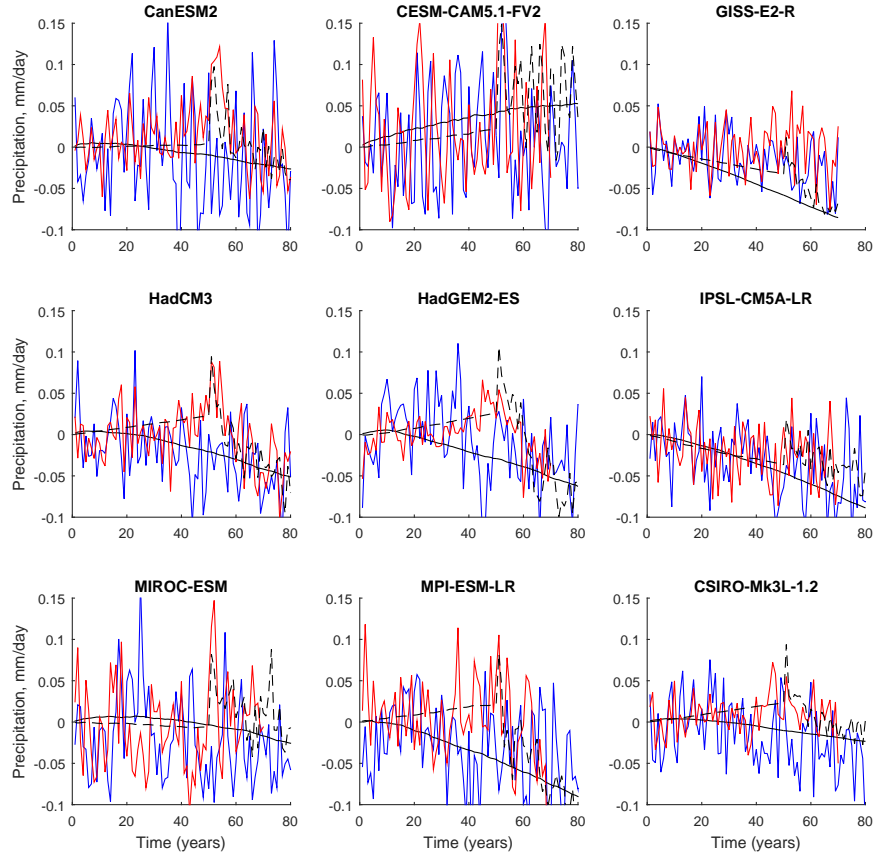 CanESM2 CESM-CAM5.1-FV2 GISS-E2-R
Precipitation, mm/day
0.15 0.15 0.15
0.1 0.1 0.1
0.05 0.05 0.05
0 0 0
-0.05 -0.05 -0.05
-0.1 -0.1 -0.1
0 20 40 60 80 0 20 40 60 80 0 20 40 60 80
HadCM3 HadGEM2-ES IPSL-CM5A-LR
Precipitation, mm/day
0.15 0.15 0.15
0.1 0.1 0.1
0.05 0.05 0.05
0 0 0
-0.05 -0.05 -0.05
-0.1 -0.1 -0.1
0 20 40 60 80 0 20 40 60 80 0 20 40 60 80
MIROC-ESM MPI-ESM-LR CSIRO-Mk3L-1.2
Precipitation, mm/day
0.15 0.15 0.15
0.1 0.1 0.1
0.05 0.05 0.05
0 0 0
-0.05 -0.05 -0.05
-0.1 -0.1 -0.1
0 20 40 60 80 0 20 40 60 80 0 20 40 60 80
Time (years) Time (years) Time (years)